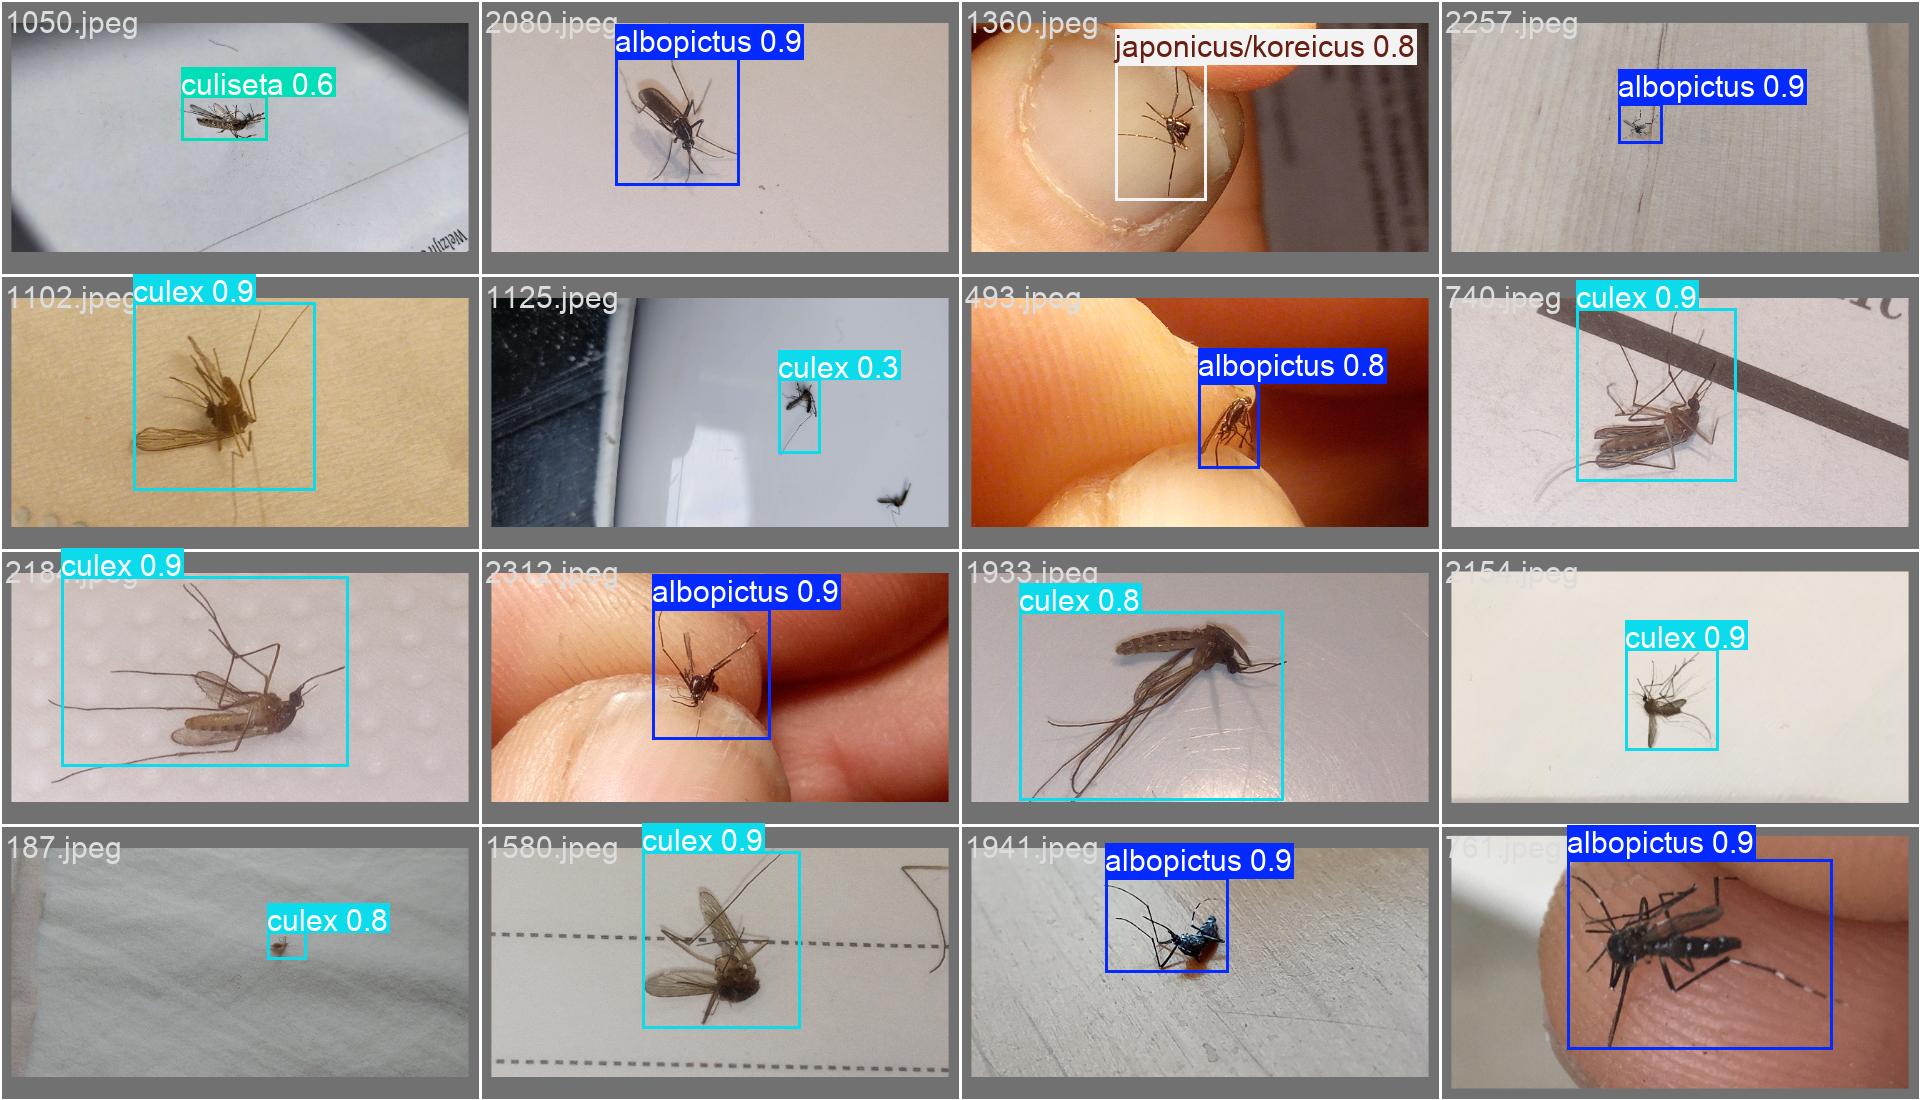 1050.jpeg
culiseta 0.6
Welzijn
2080.jpeg
albopictus 0.9
1360.jpeg
japonicus/koreicus 0.8
2257.jpeg
albopictus 0.9
1102.jpeg
culex 0.9
1125.jpeg
culex 0.3
493.jpeg
albopictus 0.8
740.jpeg
culex 0.9
culex 0.9
2312.jpeg
albopictus 0.9
1933.jpeg
culex 0.8
2154.jpeg
culex 0.9
187.jpeg
culex 0.8
1580.jpeg
culex 0.9
1941.jpeg
albopictus 0.9
761.jpeg
albopictus 0.9